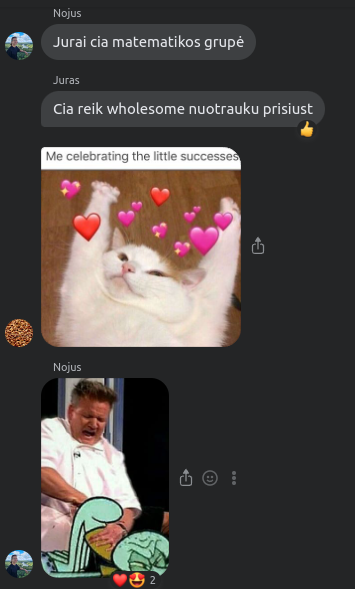 Nojus
Jurai cia matematikos grupė
Juras
Cia reik wholesome nuotrauku prisiust
Me celebrating the little successes
Nojus
2